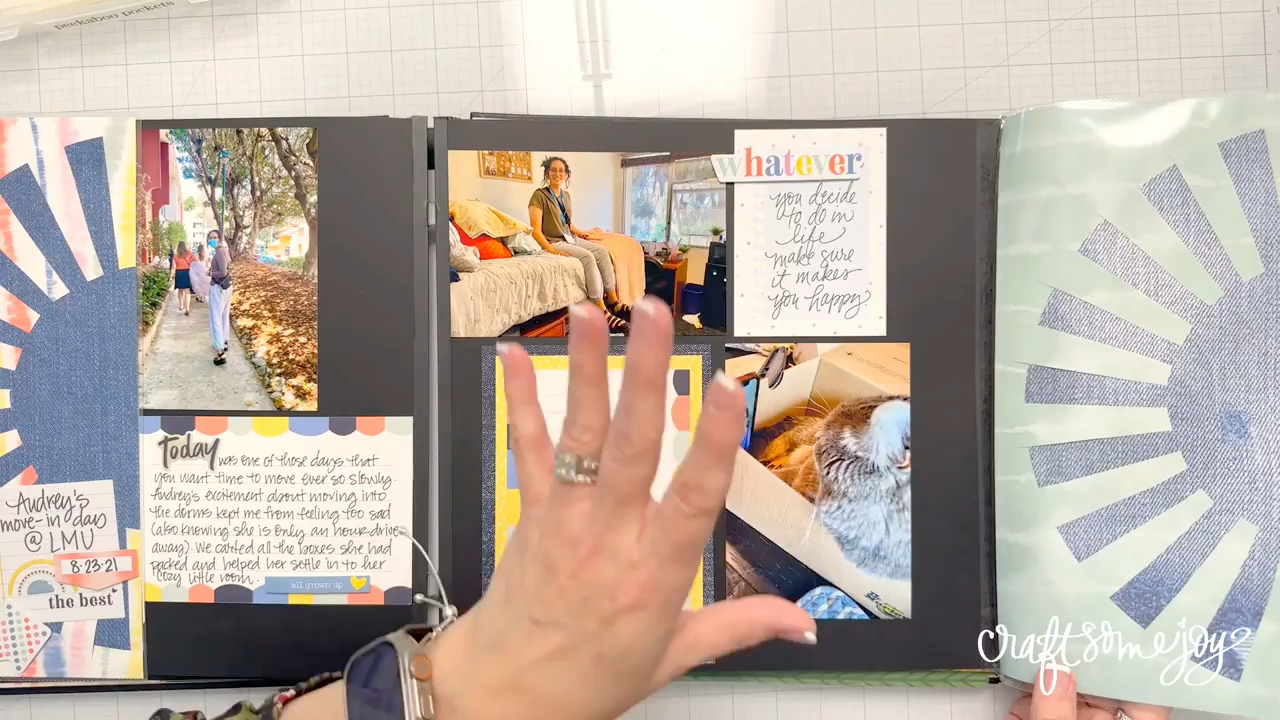 peekaboo pockets
whatever
you decide
to do in
life
make sure
it makes
you happy
Today was one of those days that
you want time to move ever so slowly.
Audrey's excitement about moving into
the dorms kept me from feeling too sad
(also knowing she is only an hour drive
away). We carted all the boxes she had
packed and helped her settle in to her
cozy little room.
all grown up
Audrey's
move-in day
@ LMU
8·23·21
the best
craftsomejoy